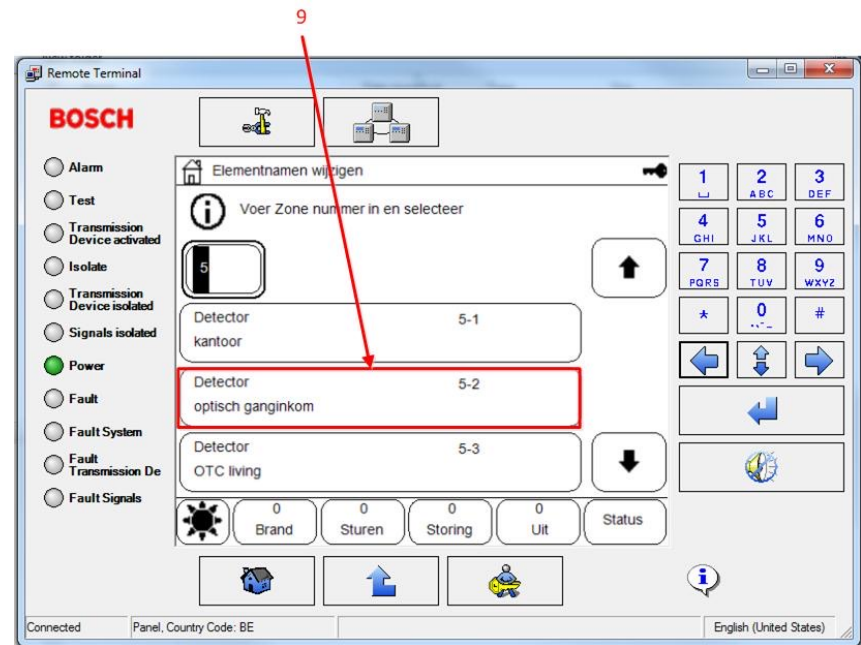 9
Remote Terminal
BOSCH
Alarm
Test
Transmission
Device activated
Isolate
Transmission
Device isolated
Signals isolated
Power
Fault
Fault System
Fault
Transmission De
Fault Signals
Elementnamen wijzigen
Voer Zone nummer in en selecteer
5
Detector 5-1
kantoor
Detector 5-2
optisch ganginkom
Detector 5-3
OTC living
0 0 0 0
Brand Sturen Storing Uit Status
1 2 3
ABC DEF
4 5 6
GHI JKL MNO
7 8 9
PQRS TUV WXYZ
* 0 #
Connected Panel, Country Code: BE English (United States)